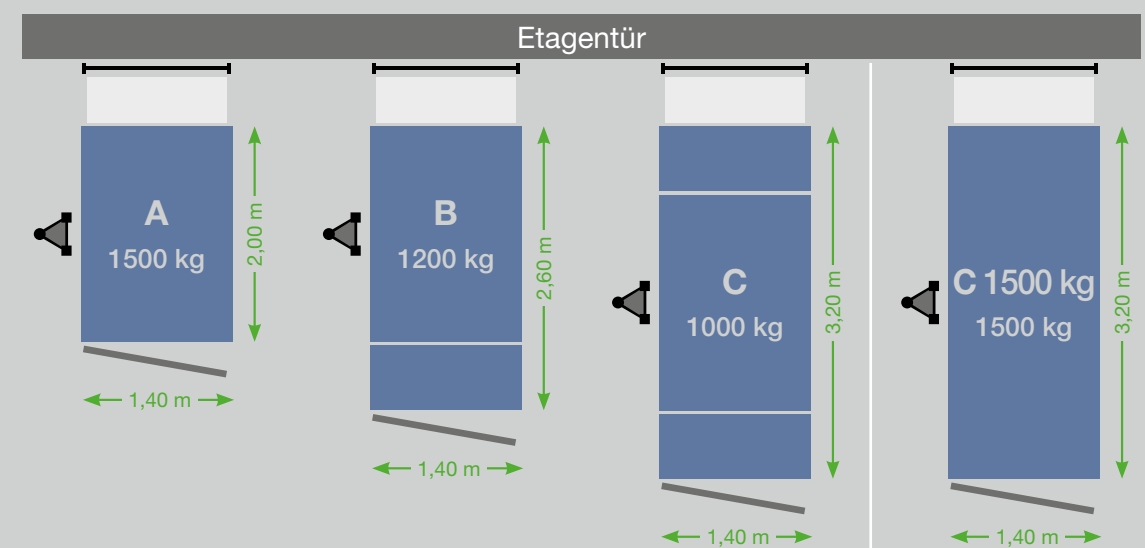 Etagentür
A
1500 kg
2,00 m
1,40 m
B
1200 kg
2,60 m
1,40 m
C
1000 kg
3,20 m
1,40 m
C 1500 kg
1500 kg
3,20 m
1,40 m